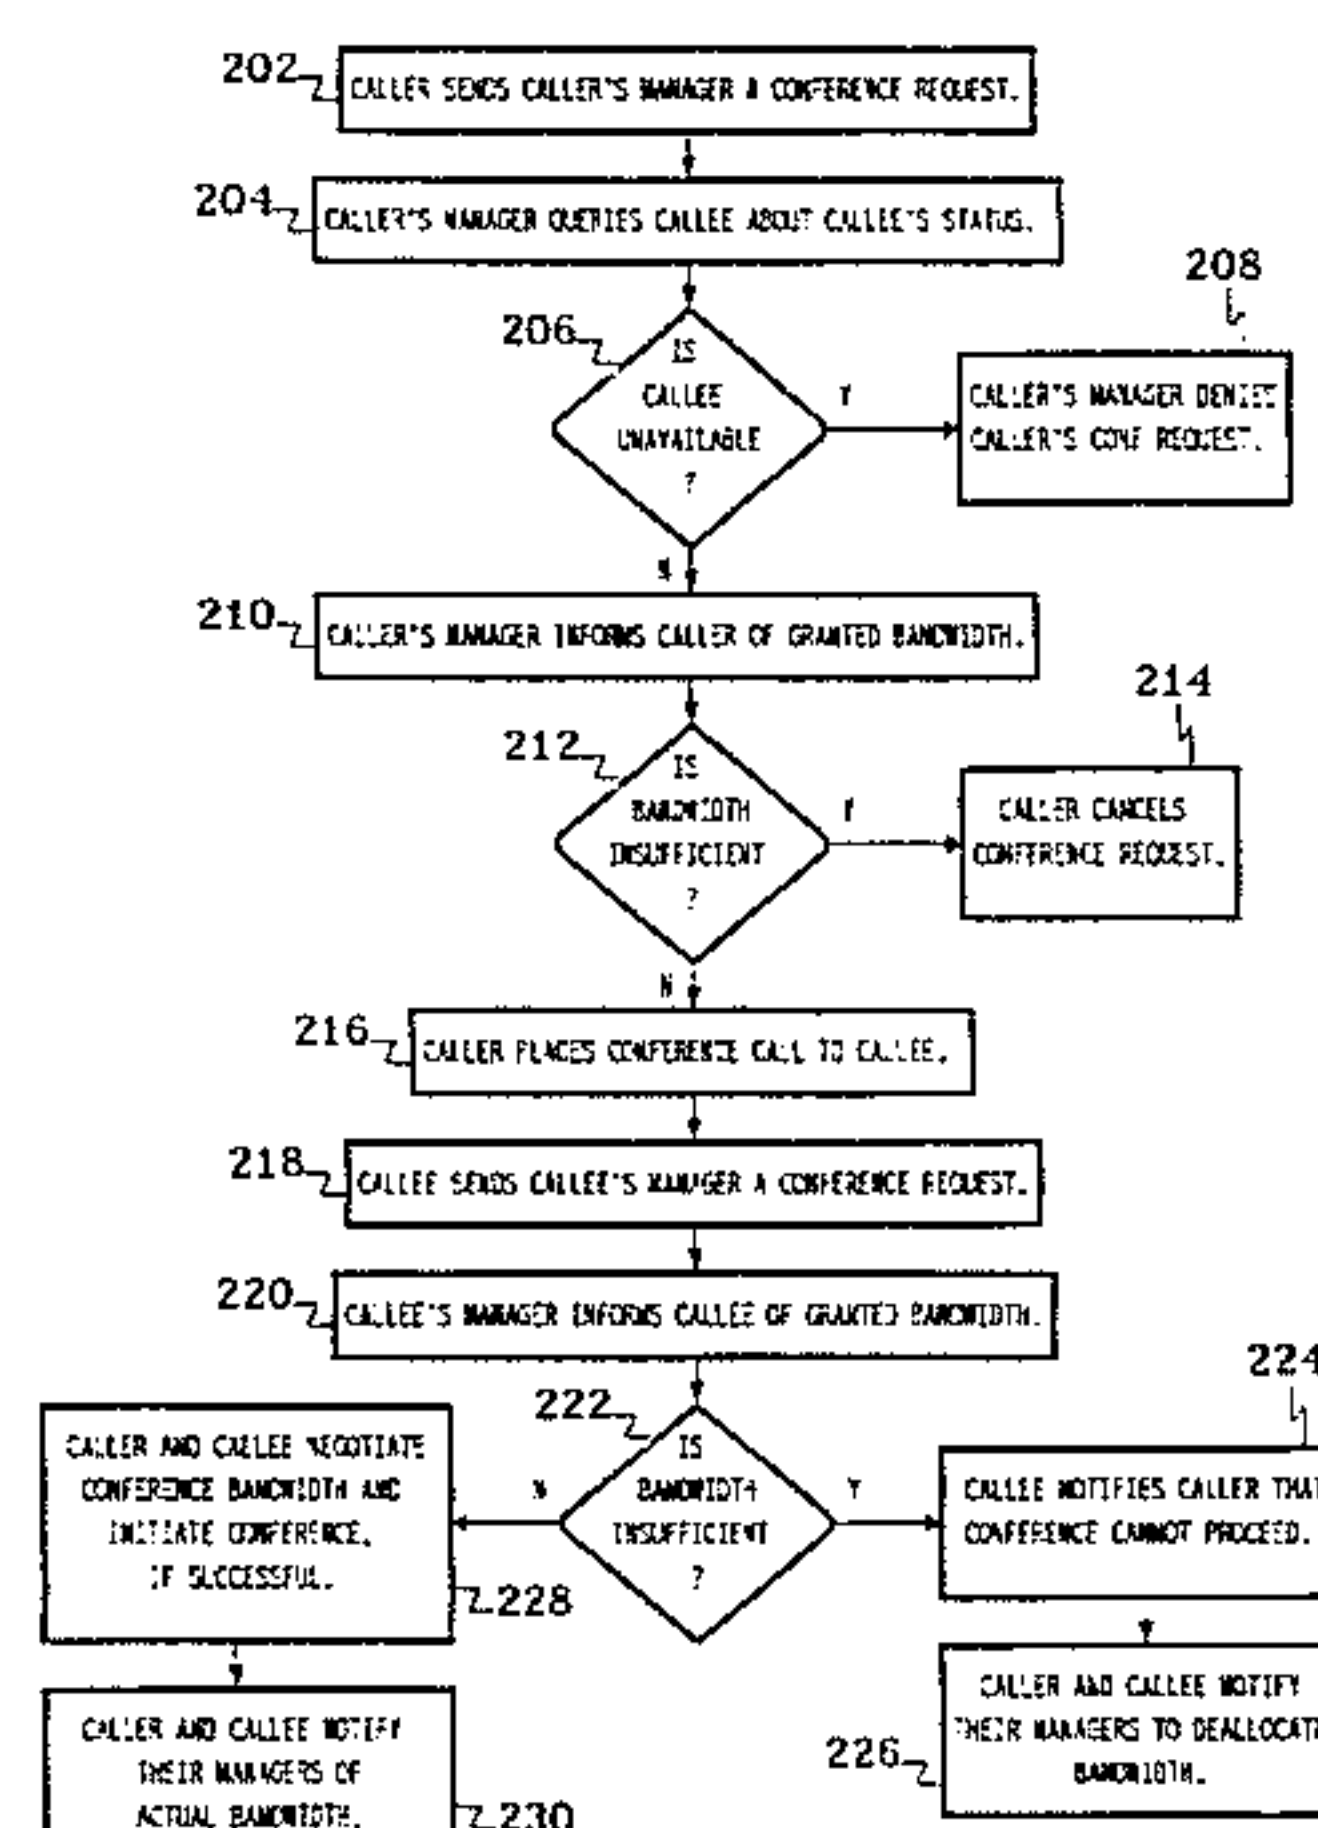 202
CALLER SENDS CALLER'S MANAGER A CONFERENCE REQUEST.
204
CALLER'S MANAGER QUERIES CALLEE ABOUT CALLEE'S STATUS.
206
IS
CALLEE
UNAVAILABLE
?
Y
208
CALLER'S MANAGER DENIES
CALLER'S CONF REQUEST.
N
210
CALLER'S MANAGER INFORMS CALLER OF GRANTED BANDWIDTH.
212
IS
BANDWIDTH
INSUFFICIENT
?
Y
214
CALLER CANCELS
CONFERENCE REQUEST.
N
216
CALLER PLACES CONFERENCE CALL TO CALLEE.
218
CALLEE SENDS CALLEE'S MANAGER A CONFERENCE REQUEST.
220
CALLEE'S MANAGER INFORMS CALLEE OF GRANTED BANDWIDTH.
222
IS
BANDWIDTH
INSUFFICIENT
?
N
Y
224
CALLEE NOTIFIES CALLER THAT
CONFERENCE CANNOT PROCEED.
CALLER AND CALLEE NEGOTIATE
CONFERENCE BANDWIDTH AND
INITIATE CONFERENCE,
IF SUCCESSFUL.
228
226
CALLER AND CALLEE NOTIFY
THEIR MANAGERS TO DEALLOCATE
BANDWIDTH.
CALLER AND CALLEE NOTIFY
THEIR MANAGERS OF
ACTUAL BANDWIDTH.
230